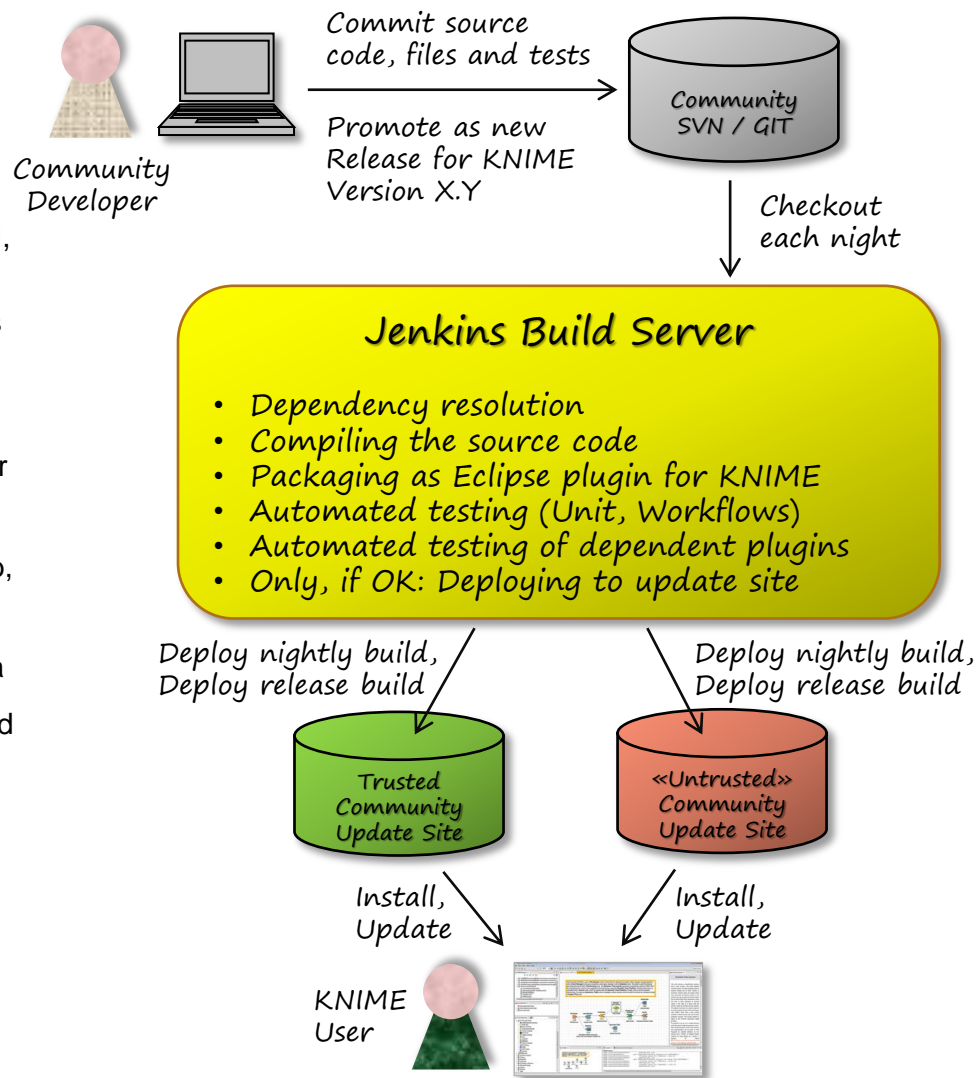 Commit source
code, files and tests
Promote as new
Release for KNIME
Version X.Y
Community
SVN / GIT
Community
Developer
Checkout
each night
,
s
r
o,
a
d
Jenkins Build Server
• Dependency resolution
• Compiling the source code
• Packaging as Eclipse plugin for KNIME
• Automated testing (Unit, Workflows)
• Automated testing of dependent plugins
• Only, if OK: Deploying to update site
Deploy nightly build,
Deploy release build
Deploy nightly build,
Deploy release build
Trusted
Community
Update Site
«Untrusted»
Community
Update Site
Install,
Update
Install,
Update
KNIME
User